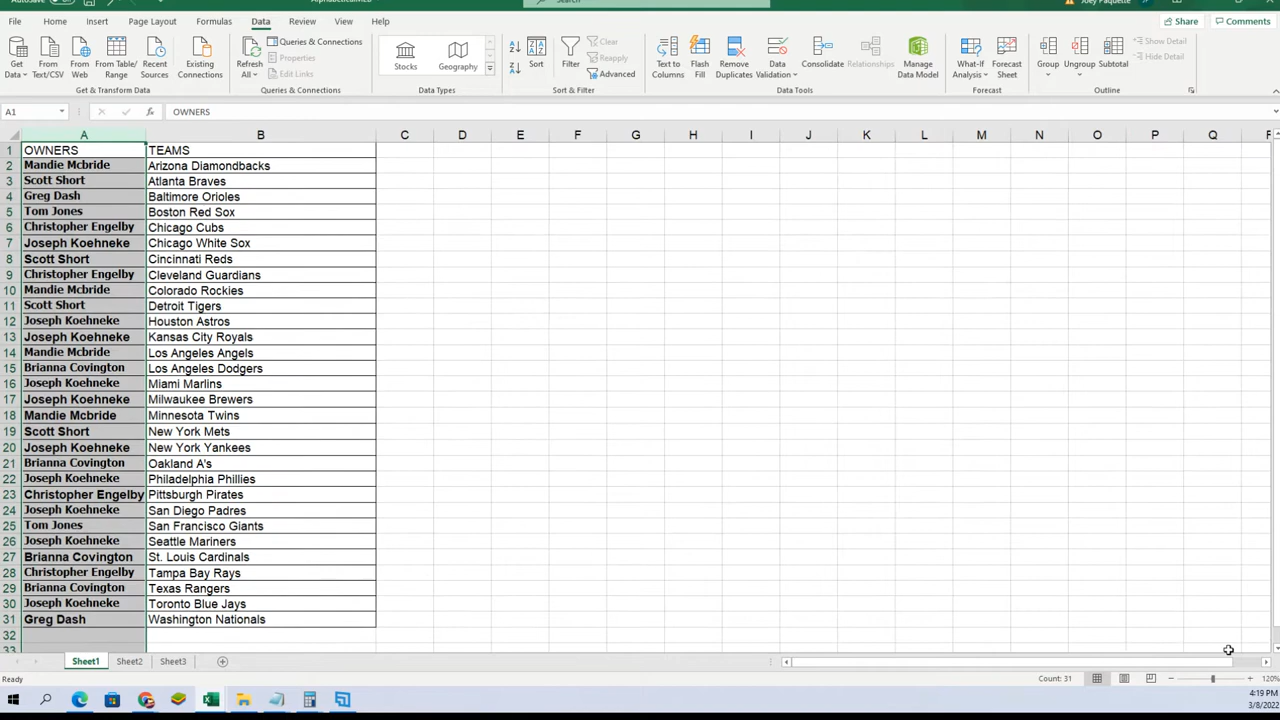 AutoSave Off
Joey Paquette
File Home Insert Page Layout Formulas Data Review View Help Share Comments
Get Data From Text/CSV From Web From Table/Range Recent Sources Existing Connections
Get & Transform Data
Refresh All Queries & Connections Properties Edit Links
Queries & Connections
Stocks Geography
Data Types
Sort Filter Clear Reapply Advanced
Sort & Filter
Text to Columns Flash Fill Remove Duplicates Data Validation Consolidate Relationships Manage Data Model
Data Tools
What-If Analysis Forecast Sheet
Forecast
Group Ungroup Subtotal Show Detail Hide Detail
Outline
A1 fx OWNERS
A B C D E F G H I J K L M N O P Q
1 OWNERS TEAMS
2 Mandie Mcbride Arizona Diamondbacks
3 Scott Short Atlanta Braves
4 Greg Dash Baltimore Orioles
5 Tom Jones Boston Red Sox
6 Christopher Engelby Chicago Cubs
7 Joseph Koehneke Chicago White Sox
8 Scott Short Cincinnati Reds
9 Christopher Engelby Cleveland Guardians
10 Mandie Mcbride Colorado Rockies
11 Scott Short Detroit Tigers
12 Joseph Koehneke Houston Astros
13 Joseph Koehneke Kansas City Royals
14 Mandie Mcbride Los Angeles Angels
15 Brianna Covington Los Angeles Dodgers
16 Joseph Koehneke Miami Marlins
17 Joseph Koehneke Milwaukee Brewers
18 Mandie Mcbride Minnesota Twins
19 Scott Short New York Mets
20 Joseph Koehneke New York Yankees
21 Brianna Covington Oakland A's
22 Joseph Koehneke Philadelphia Phillies
23 Christopher Engelby Pittsburgh Pirates
24 Joseph Koehneke San Diego Padres
25 Tom Jones San Francisco Giants
26 Joseph Koehneke Seattle Mariners
27 Brianna Covington St. Louis Cardinals
28 Christopher Engelby Tampa Bay Rays
29 Brianna Covington Texas Rangers
30 Joseph Koehneke Toronto Blue Jays
31 Greg Dash Washington Nationals
32
33
Sheet1 Sheet2 Sheet3
Ready Count: 31 120%
4:19 PM
3/8/2022